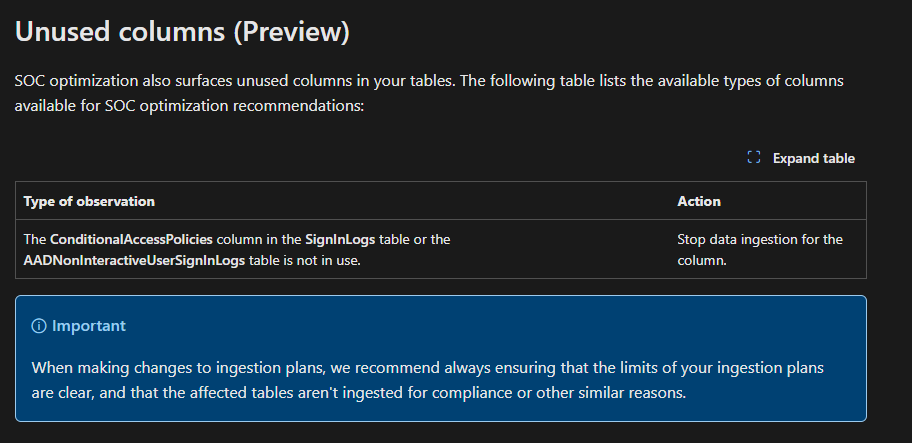 Unused columns (Preview)
SOC optimization also surfaces unused columns in your tables. The following table lists the available types of columns
available for SOC optimization recommendations:
Expand table
Type of observation
Action
The ConditionalAccessPolicies column in the SignInLogs table or the
AADNonInteractiveUserSignInLogs table is not in use.
Stop data ingestion for the
column.
Important
When making changes to ingestion plans, we recommend always ensuring that the limits of your ingestion plans
are clear, and that the affected tables aren't ingested for compliance or other similar reasons.